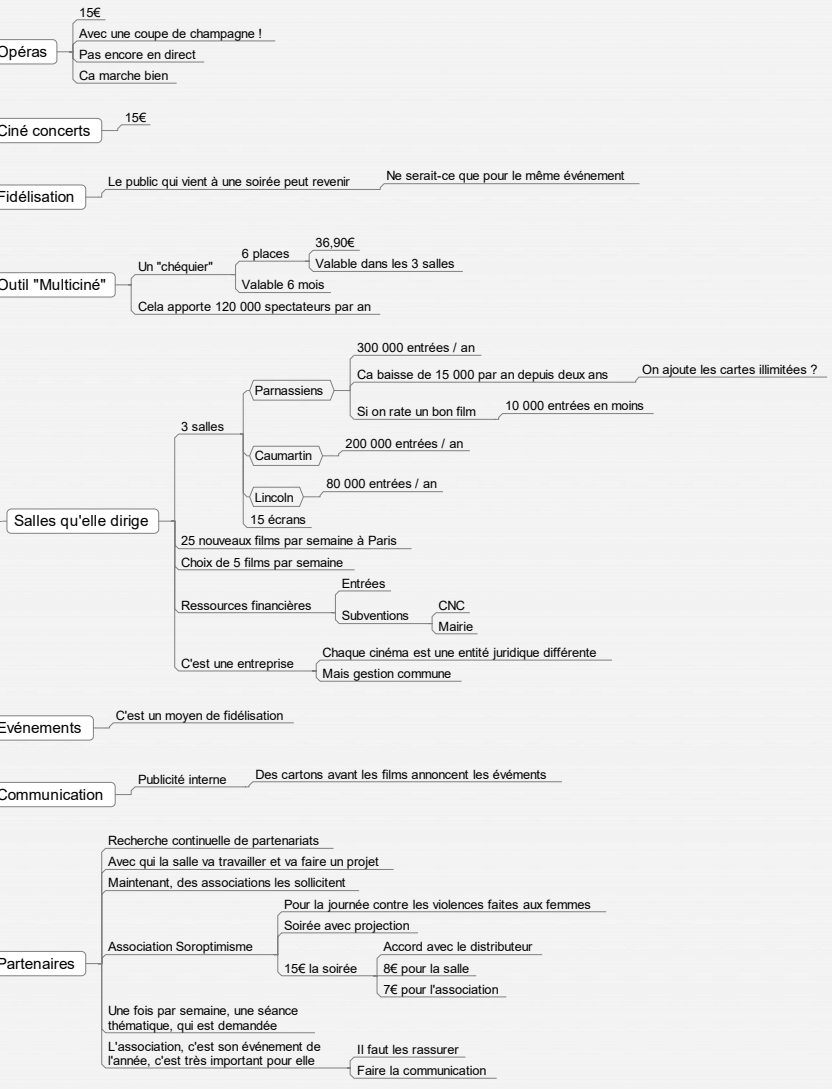 Opéras
15€
Avec une coupe de champagne !
Pas encore en direct
Ca marche bien
Ciné concerts
15€
Fidélisation
Le public qui vient à une soirée peut revenir
Ne serait-ce que pour le même événement
Outil "Multiciné"
Un "chéquier"
6 places
36,90€
Valable dans les 3 salles
Valable 6 mois
Cela apporte 120 000 spectateurs par an
Salles qu'elle dirige
3 salles
Parnassiens
300 000 entrées / an
Ca baisse de 15 000 par an depuis deux ans
On ajoute les cartes illimitées ?
Si on rate un bon film
10 000 entrées en moins
Caumartin
200 000 entrées / an
Lincoln
80 000 entrées / an
15 écrans
25 nouveaux films par semaine à Paris
Choix de 5 films par semaine
Ressources financières
Entrées
Subventions
CNC
Mairie
C'est une entreprise
Chaque cinéma est une entité juridique différente
Mais gestion commune
Evénements
C'est un moyen de fidélisation
Communication
Publicité interne
Des cartons avant les films annoncent les événents
Partenaires
Recherche continuelle de partenariats
Avec qui la salle va travailler et va faire un projet
Maintenant, des associations les sollicitent
Association Soroptimisme
Pour la journée contre les violences faites aux femmes
Soirée avec projection
15€ la soirée
Accord avec le distributeur
8€ pour la salle
7€ pour l'association
Une fois par semaine, une séance
thématique, qui est demandée
L'association, c'est son événement de
l'année, c'est très important pour elle
Il faut les rassurer
Faire la communication